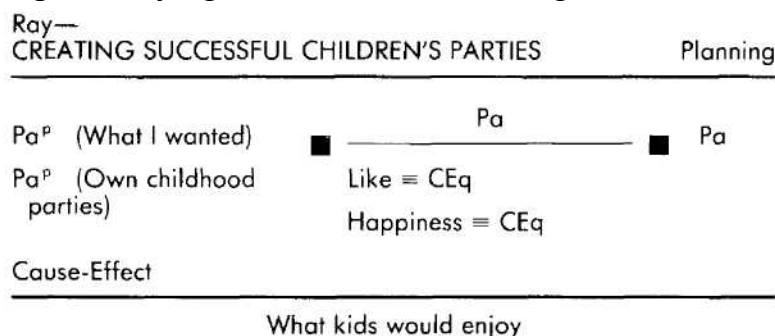 Ray—
CREATING SUCCESSFUL CHILDREN'S PARTIES Planning
Pa
Paᵖ (What I wanted) ■ ■ Pa
Paᵖ (Own childhood Like ≡ CEq
parties)
Happiness ≡ CEq
Cause-Effect
What kids would enjoy